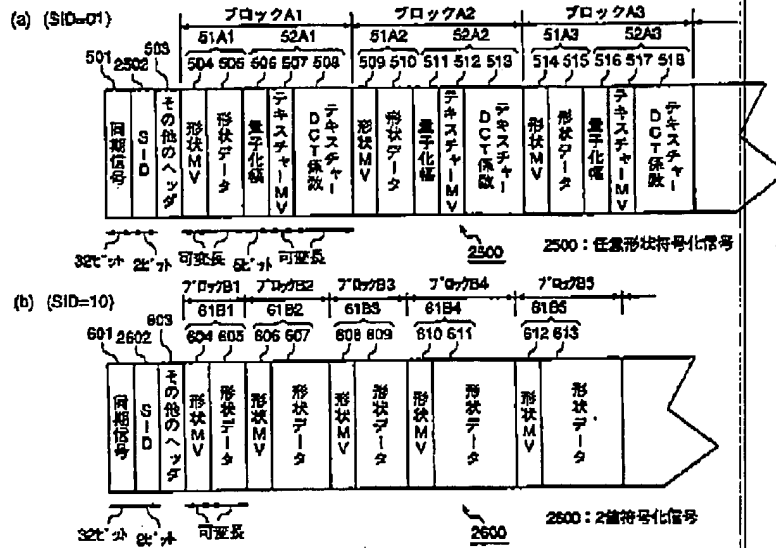 (a) (SID=01)
ブロックA1 ブロックA2 ブロックA3
51A1 52A1 51A2 52A2 51A3 52A3
501 2502 503 504 505 506 507 508 509 510 511 512 513 514 515 516 517 518
同期信号
SID
その他のヘッダ
形状MV
形状データ
量子化幅
テキスチャーMV
テキスチャーDCT係数
形状MV
形状データ
量子化幅
テキスチャーMV
テキスチャーDCT係数
形状MV
形状データ
量子化幅
テキスチャーMV
テキスチャーDCT係数
32ビット 2ビット 可変長 5ビット 可変長
2500
2500：任意形状符号化信号
(b) (SID=10)
ブロックB1 ブロックB2 ブロックB3 ブロックB4 ブロックB5
61B1 61B2 61B3 61B4 61B5
601 2602 603 604 605 606 607 608 609 610 611 612 613
同期信号
SID
その他のヘッダ
形状MV
形状データ
形状MV
形状データ
形状MV
形状データ
形状MV
形状データ
形状MV
形状データ
32ビット 2ビット 可変長
2600
2600：2値符号化信号